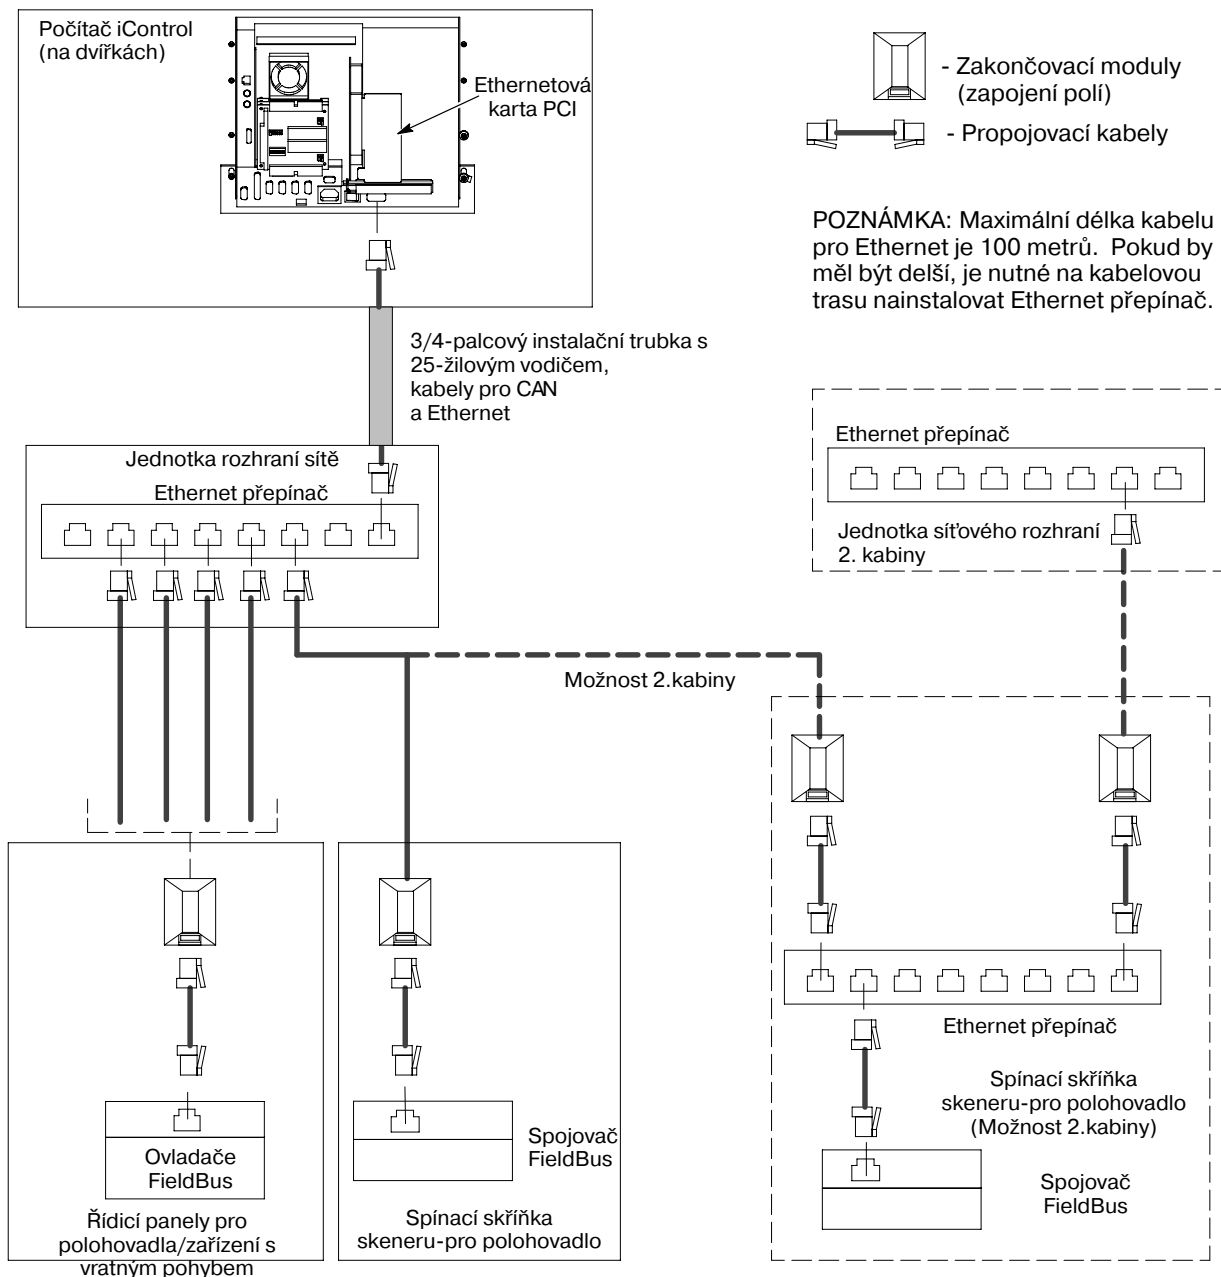 Počítač iControl
(na dvířkách)
Ethernetová
karta PCI
- Zakončovací moduly
(zapojení polí)
- Propojovací kabely
POZNÁMKA: Maximální délka kabelu
pro Ethernet je 100 metrů. Pokud by
měl být delší, je nutné na kabelovou
trasu nainstalovat Ethernet přepínač.
3/4-palcový instalační trubka s
25-žilovým vodičem,
kabely pro CAN
a Ethernet
Jednotka rozhraní sítě
Ethernet přepínač
Ethernet přepínač
Jednotka síťového rozhraní
2. kabiny
Možnost 2.kabiny
Ethernet přepínač
Spínací skříňka
skeneru-pro polohovadlo
(Možnost 2.kabiny)
Spojovač
FieldBus
Ovladače
FieldBus
Řídicí panely pro
polohovadla/zařízení s
vratným pohybem
Spojovač
FieldBus
Spínací skříňka
skeneru-pro polohovadlo